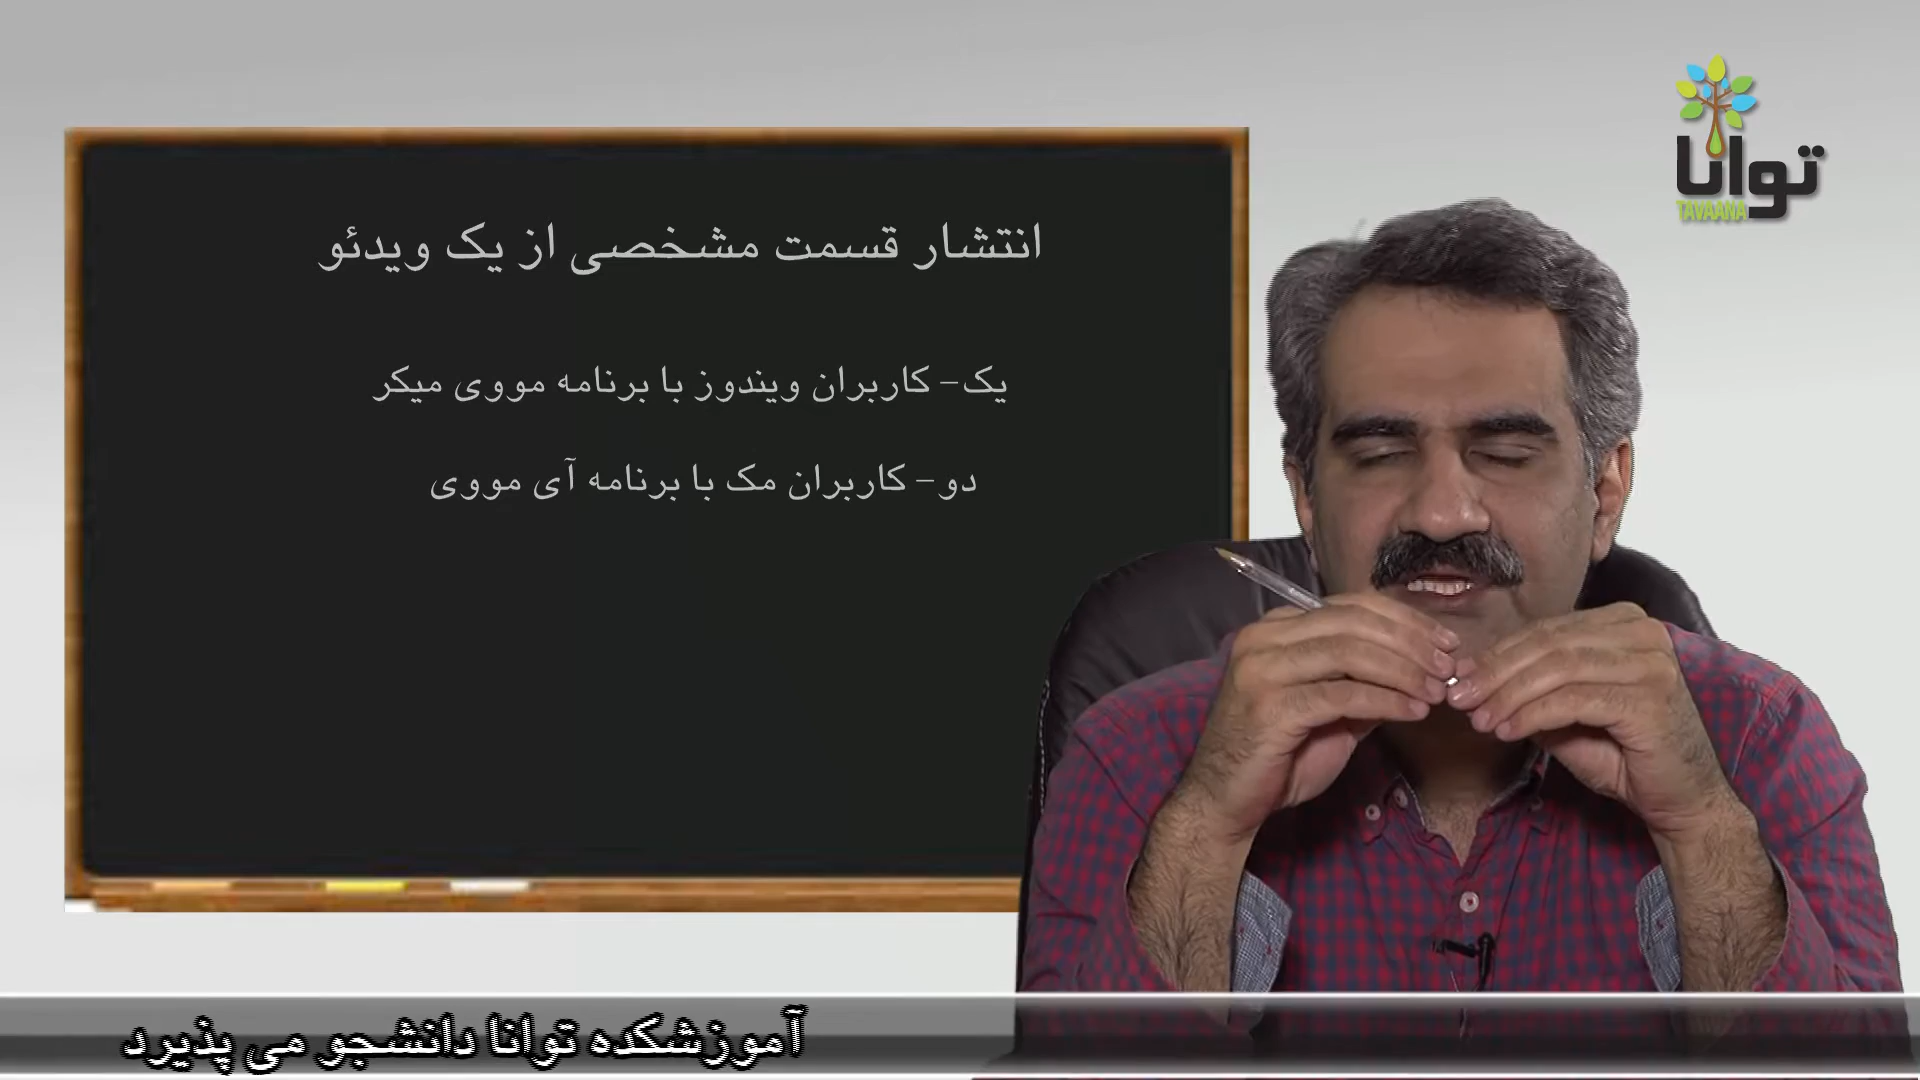 توانا
TAVAANA
انتشار قسمت مشخصی از یک ویدئو
یک- کاربران ویندوز با برنامه مووی میکر
دو- کاربران مک با برنامه آی مووی
آموزشکده توانا دانشجو می پذیرد